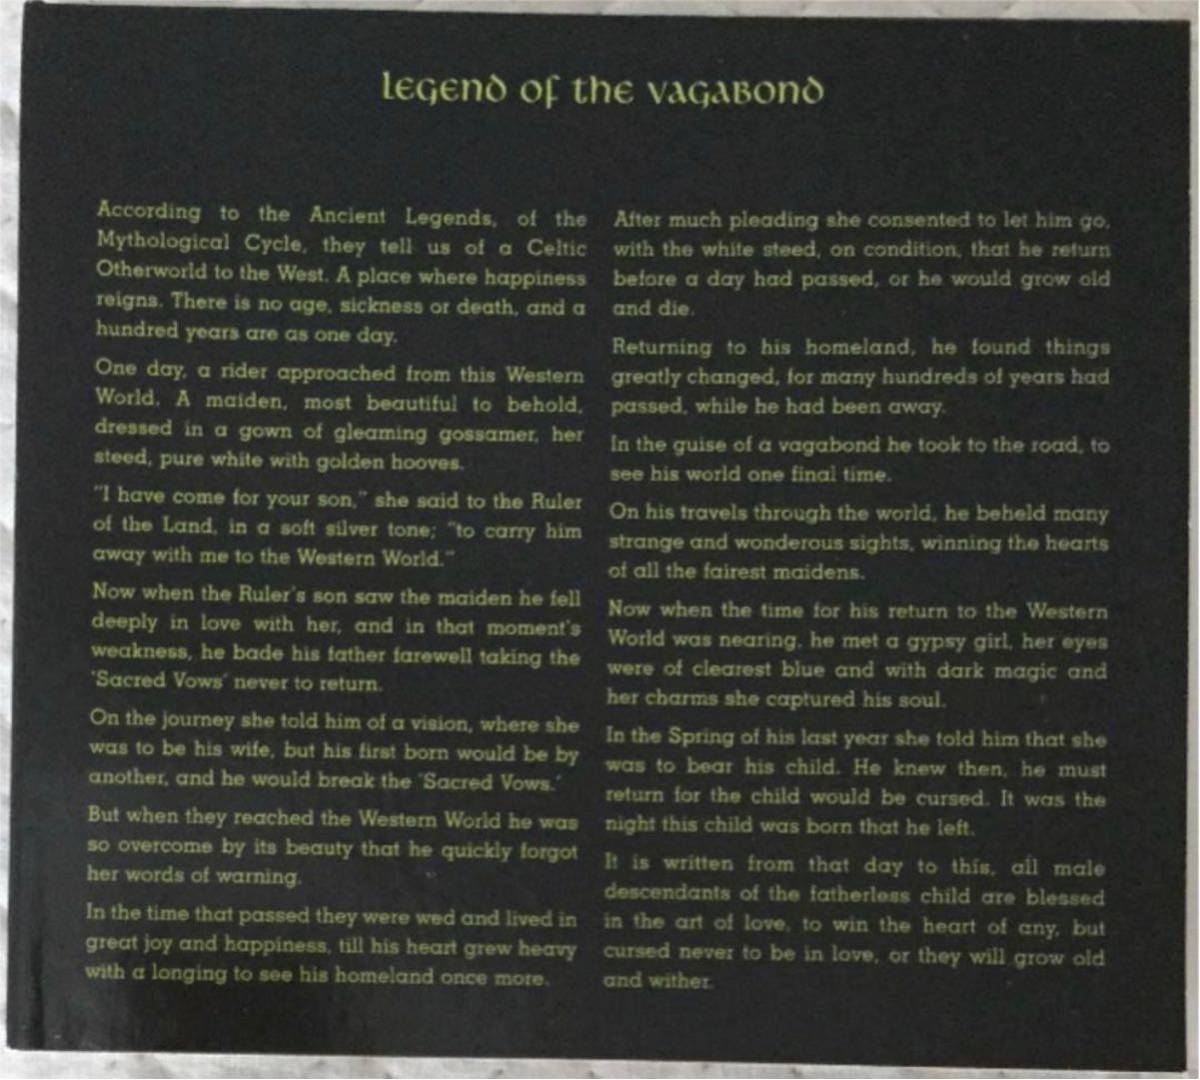 Legend of the Vagabond
According to the Ancient Legends, of the
Mythological Cycle, they tell us of a Celtic
Otherworld to the West. A place where happiness
reigns. There is no age, sickness or death, and a
hundred years are as one day.
One day, a rider approached from this Western
World. A maiden, most beautiful to behold,
dressed in a gown of gleaming gossamer, her
steed, pure white with golden hooves.
"I have come for your son," she said to the Ruler
of the Land, in a soft silver tone; "to carry him
away with me to the Western World."
Now when the Ruler's son saw the maiden he fell
deeply in love with her, and in that moment's
weakness, he bade his father farewell taking the
'Sacred Vows' never to return.
On the journey she told him of a vision, where she
was to be his wife, but his first born would be by
another, and he would break the 'Sacred Vows.'
But when they reached the Western World he was
so overcome by its beauty that he quickly forgot
her words of warning.
In the time that passed they were wed and lived in
great joy and happiness, till his heart grew heavy
with a longing to see his homeland once more.
After much pleading she consented to let him go,
with the white steed, on condition, that he return
before a day had passed, or he would grow old
and die.
Returning to his homeland, he found things
greatly changed, for many hundreds of years had
passed, while he had been away.
In the guise of a vagabond he took to the road, to
see his world one final time.
On his travels through the world, he beheld many
strange and wonderous sights, winning the hearts
of all the fairest maidens.
Now when the time for his return to the Western
World was nearing, he met a gypsy girl, her eyes
were of clearest blue and with dark magic and
her charms she captured his soul.
In the Spring of his last year she told him that she
was to bear his child. He knew then, he must
return for the child would be cursed. It was the
night this child was born that he left.
It is written from that day to this, all male
descendants of the fatherless child are blessed
in the art of love, to win the heart of any, but
cursed never to be in love, or they will grow old
and wither.